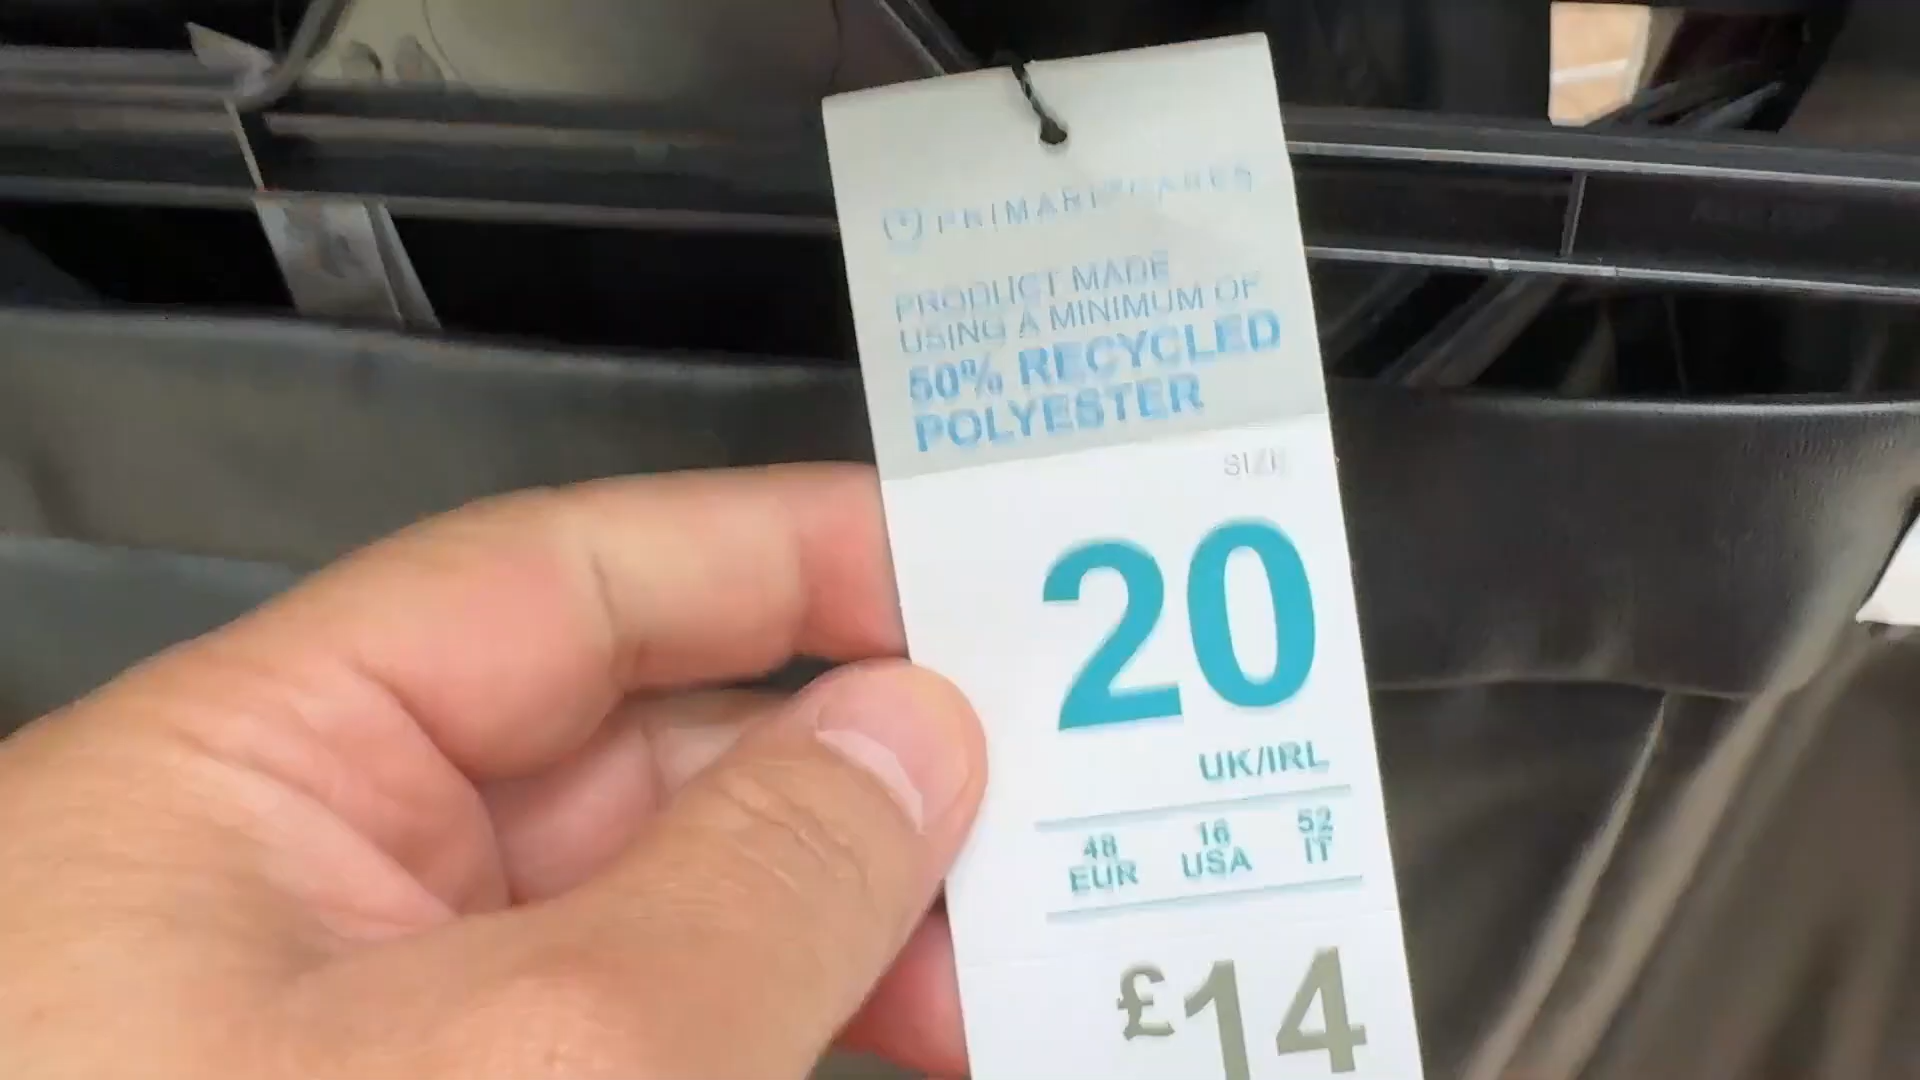 PRIMARK CARES
PRODUCT MADE
USING A MINIMUM OF
50% RECYCLED
POLYESTER
SIZE
20
UK/IRL
48 16 52
EUR USA IT
£14